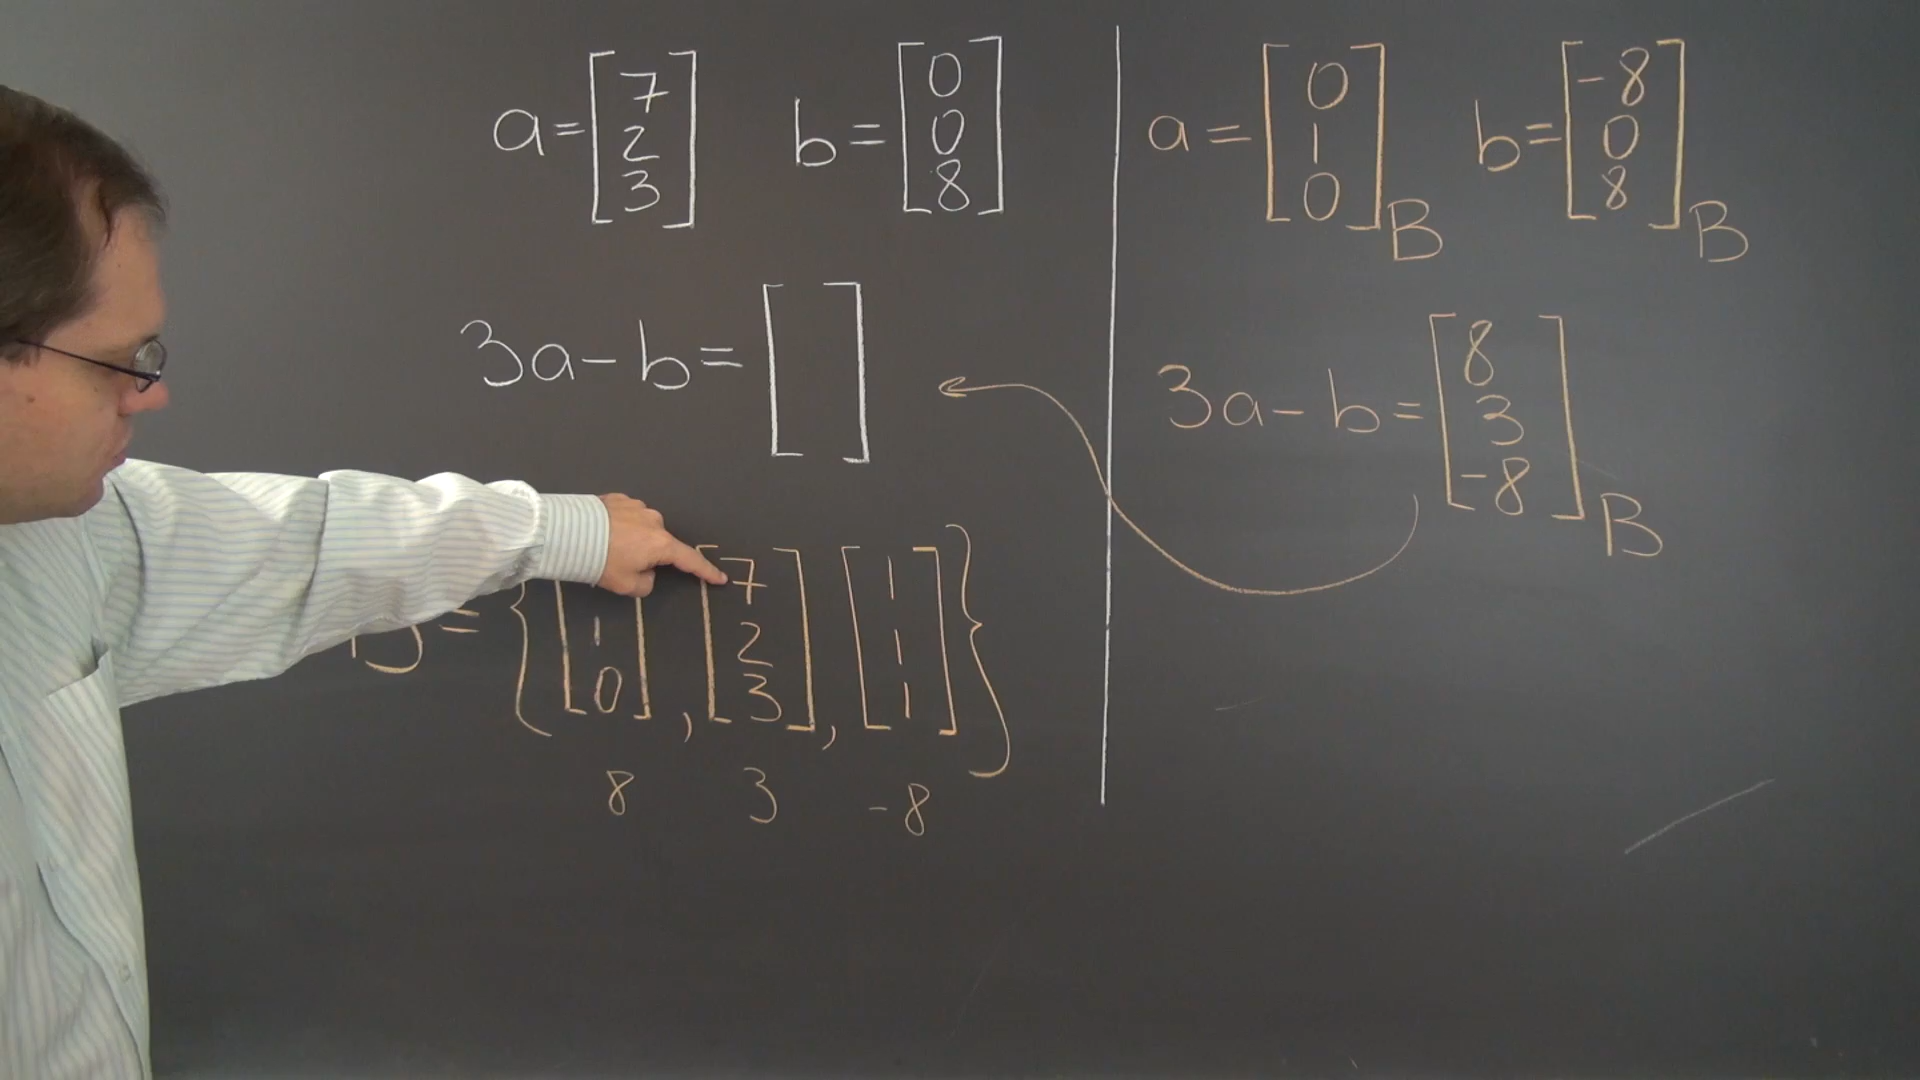 a = [7 2 3] b = [0 0 8]
3a - b = [ ]
= { [1 0], [7 2 3], [1 1 1] }
8 3 -8
a = [0 1 0]B b = [-8 0 8]B
3a - b = [8 3 -8]B